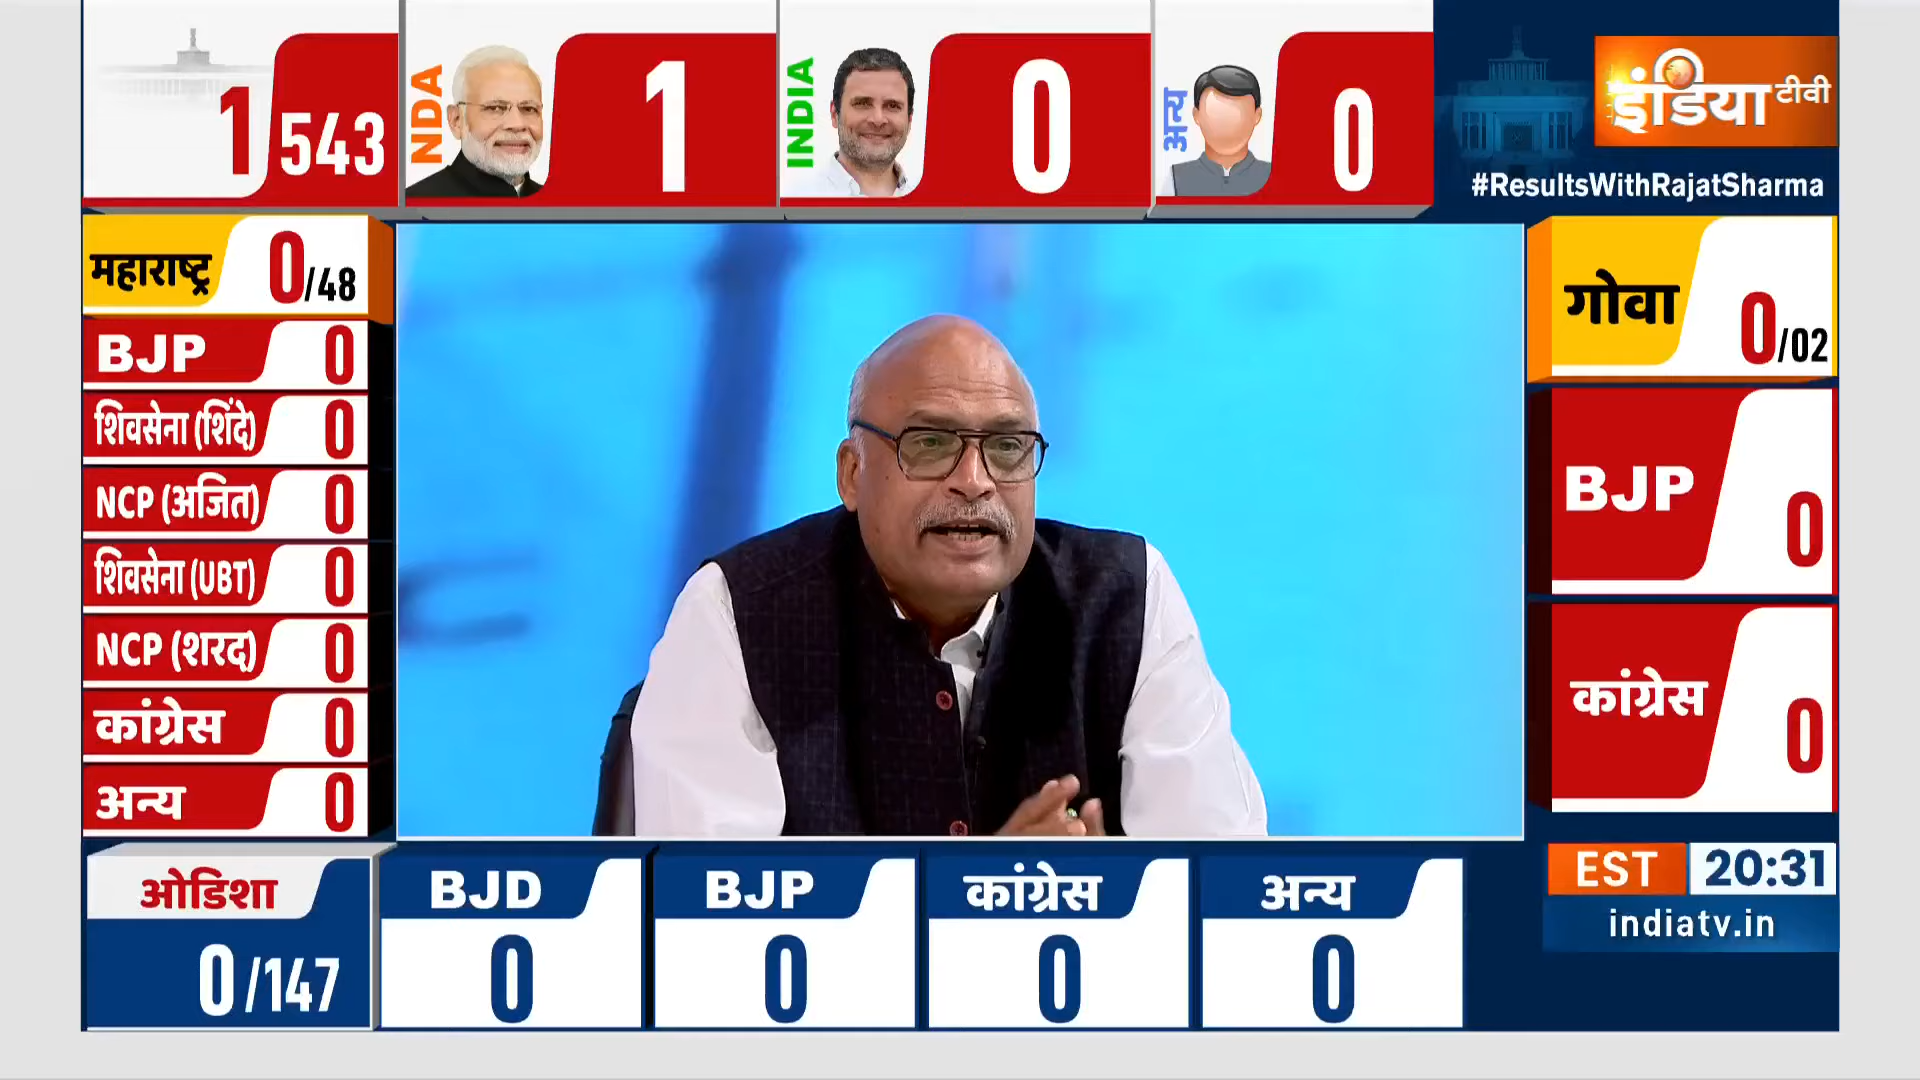 1
543
NDA
1
INDIA
0
अन्य
0
इंडिया टीवी
#ResultsWithRajatSharma
महाराष्ट्र 0/48
BJP 0
शिवसेना (शिंदे) 0
NCP (अजित) 0
शिवसेना (UBT) 0
NCP (शरद) 0
कांग्रेस 0
अन्य 0
गोवा 0/02
BJP 0
कांग्रेस 0
ओडिशा
0/147
BJD
0
BJP
0
कांग्रेस
0
अन्य
0
EST 20:31
indiatv.in